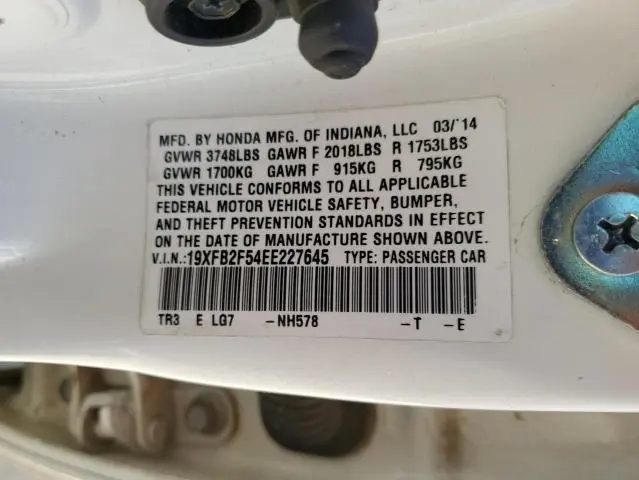 MFD. BY HONDA MFG. OF INDIANA, LLC 03/'14
GVWR 3748LBS GAWR F 2018LBS R 1753LBS
GVWR 1700KG GAWR F 915KG R 795KG
THIS VEHICLE CONFORMS TO ALL APPLICABLE
FEDERAL MOTOR VEHICLE SAFETY, BUMPER,
AND THEFT PREVENTION STANDARDS IN EFFECT
ON THE DATE OF MANUFACTURE SHOWN ABOVE.
V.I.N.:19XFB2F54EE227645 TYPE: PASSENGER CAR
TR3 E LG7 -NH578 -T -E